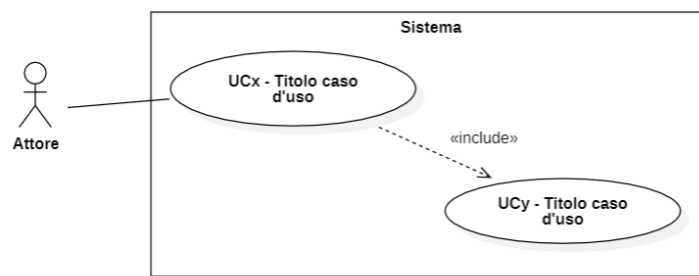 Sistema
UCx - Titolo caso
d'uso
Attore
«include»
UCy - Titolo caso
d'uso